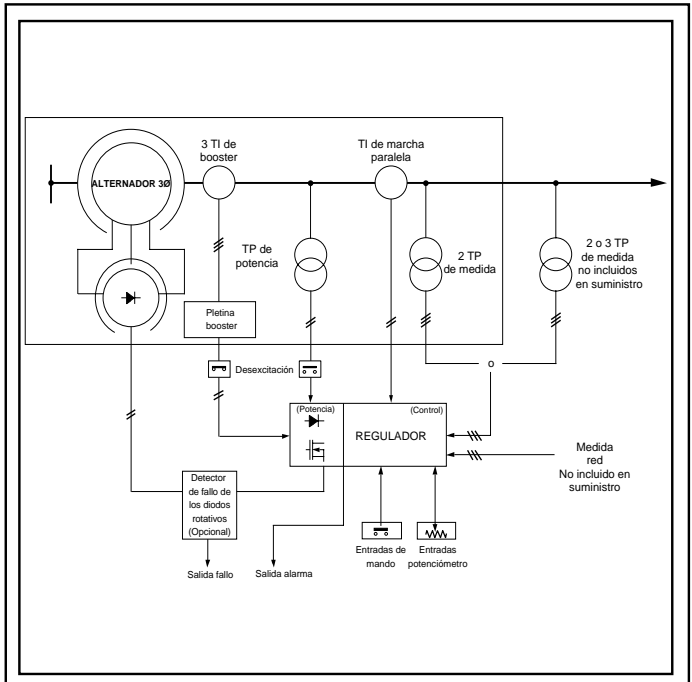 3 TI de
booster
TI de marcha
paralela
ALTERNADOR 3Ø
TP de
potencia
2 TP
de medida
2 o 3 TP
de medida
no incluidos
en suministro
Pletina
booster
Desexcitación
o
(Potencia)
(Control)
REGULADOR
Medida
red
No incluido en
suministro
Detector
de fallo de
los diodos
rotativos
(Opcional)
Entradas de
mando
Entradas
potenciómetro
Salida fallo
Salida alarma